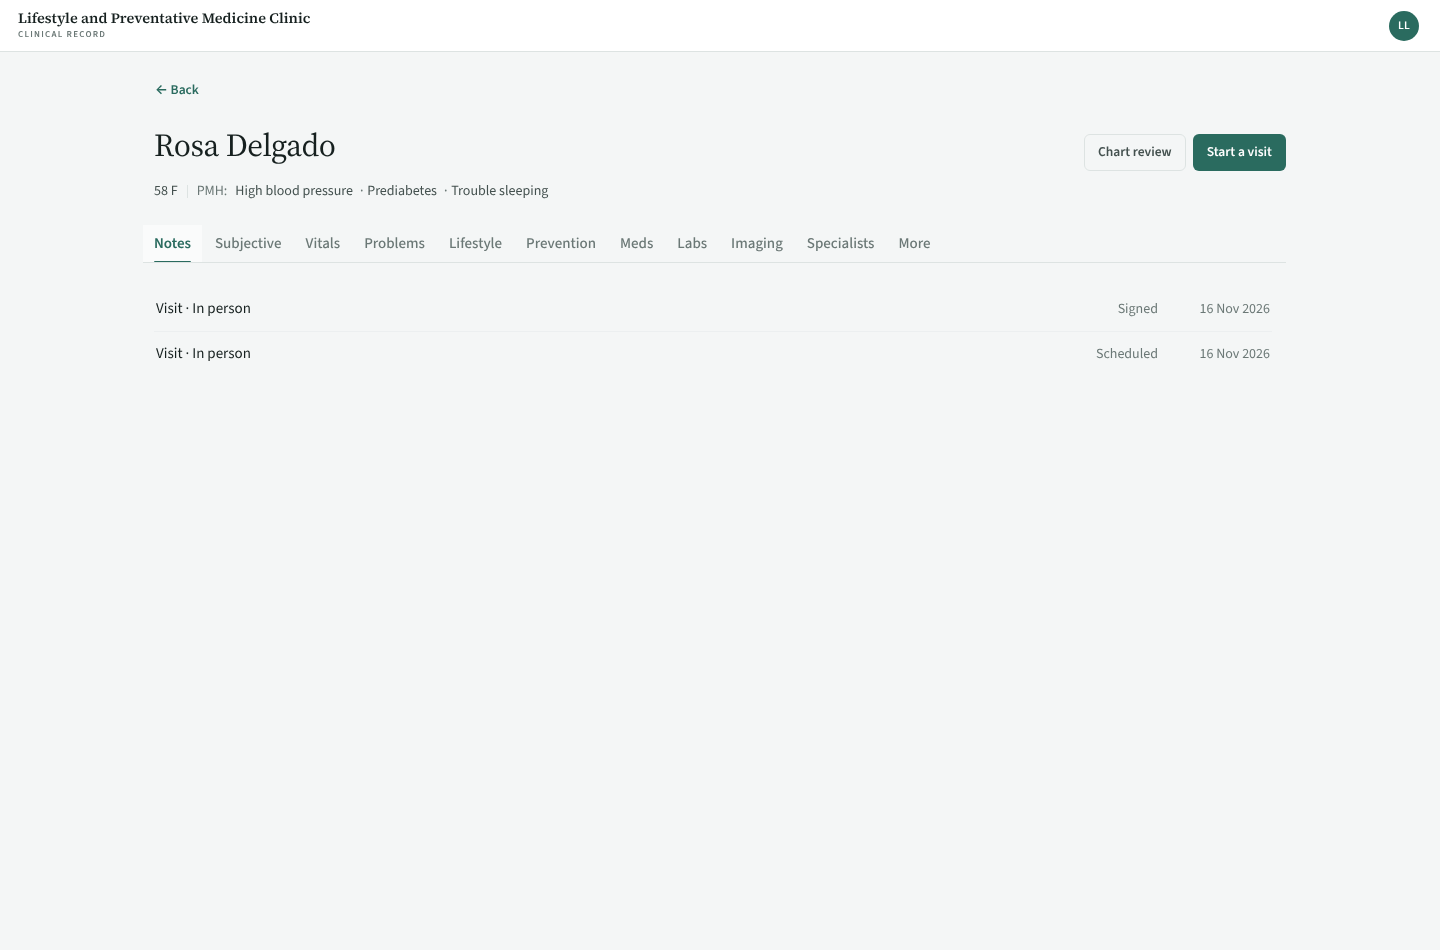 Lifestyle and Preventative Medicine Clinic
CLINICAL RECORD
LL
← Back
Rosa Delgado
Chart review
Start a visit
58 F | PMH: High blood pressure · Prediabetes · Trouble sleeping
Notes Subjective Vitals Problems Lifestyle Prevention Meds Labs Imaging Specialists More
Visit · In person Signed 16 Nov 2026
Visit · In person Scheduled 16 Nov 2026